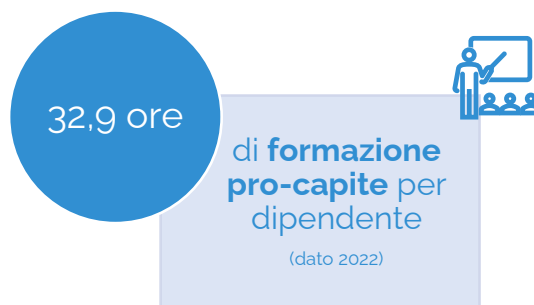 32,9 ore
di formazione
pro-capite per
dipendente
(dato 2022)